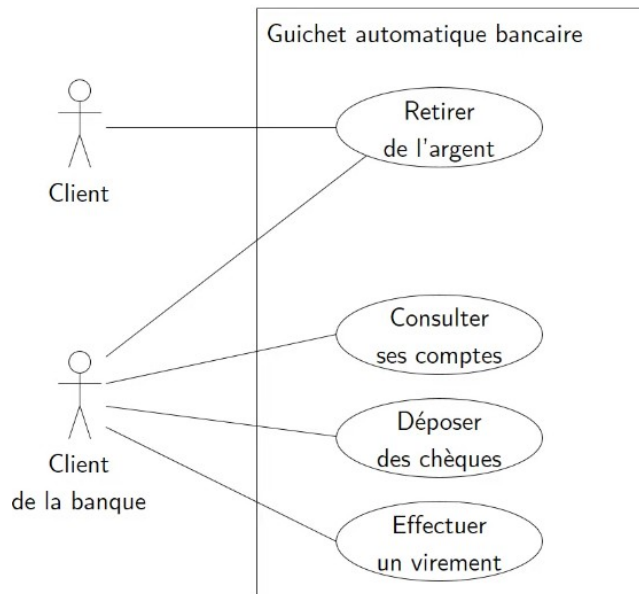 Guichet automatique bancaire
Retirer
de l'argent
Client
Consulter
ses comptes
Client
de la banque
Déposer
des chèques
Effectuer
un virement